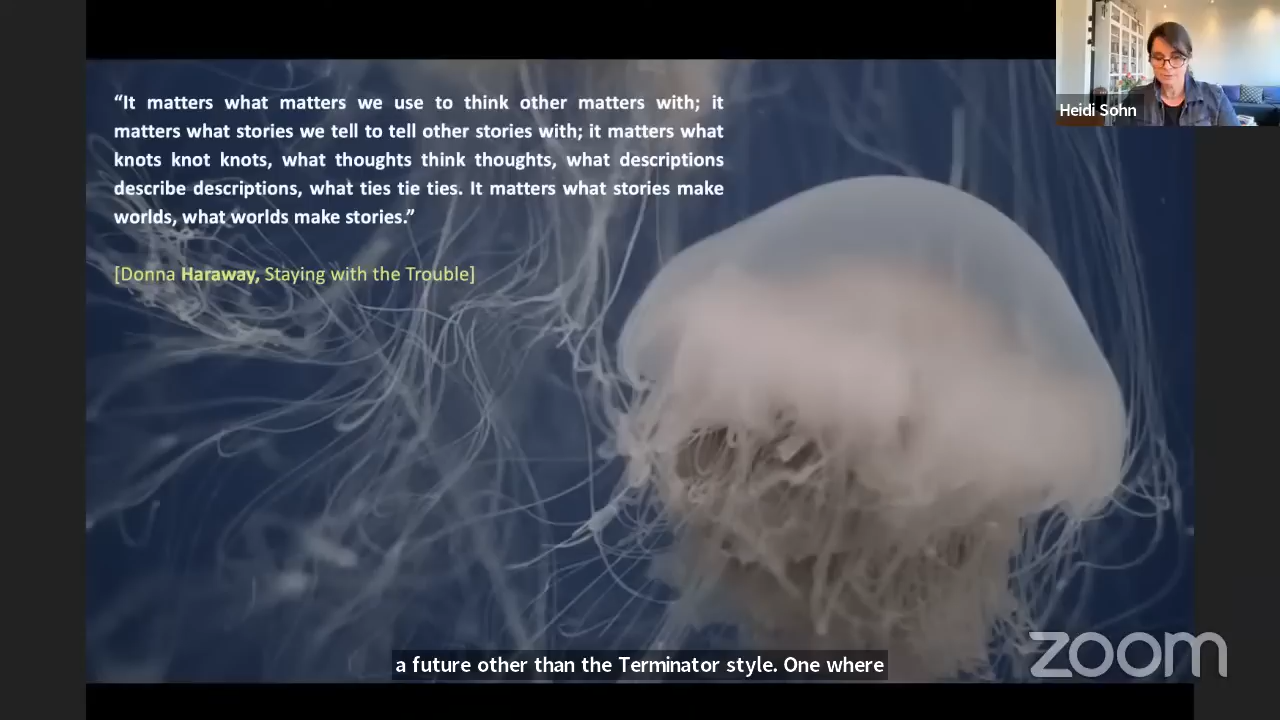 “It matters what matters we use to think other matters with; it
matters what stories we tell to tell other stories with; it matters what
knots knot knots, what thoughts think thoughts, what descriptions
describe descriptions, what ties tie ties. It matters what stories make
worlds, what worlds make stories.”
[Donna Haraway, Staying with the Trouble]
Heidi Sohn
a future other than the Terminator style. One where
zoom